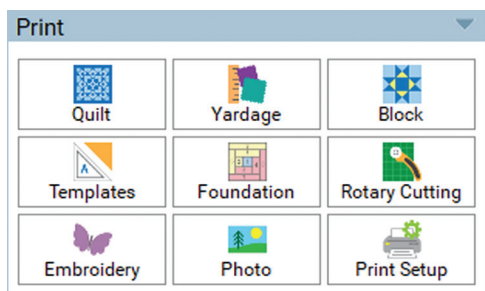 Print
Quilt
Yardage
Block
A
Templates
Foundation
Rotary Cutting
Embroidery
Photo
Print Setup